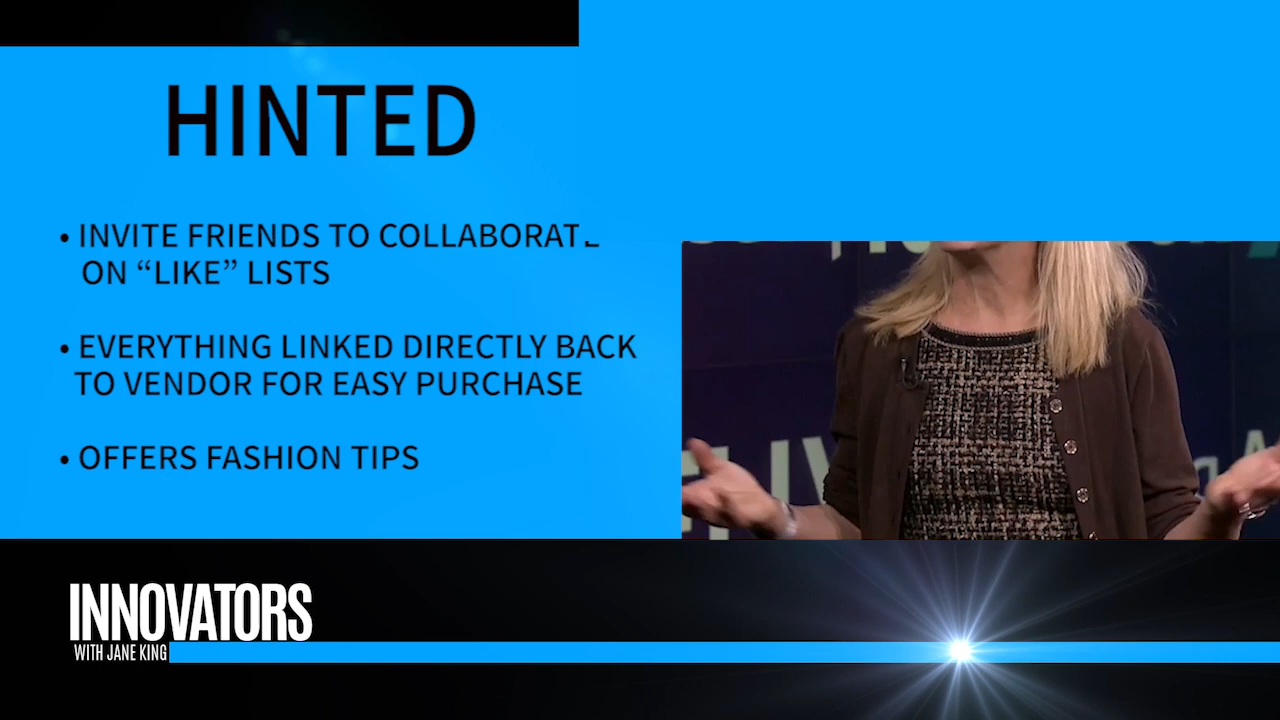 HINTED
• INVITE FRIENDS TO COLLABORATE
ON “LIKE” LISTS
• EVERYTHING LINKED DIRECTLY BACK
TO VENDOR FOR EASY PURCHASE
• OFFERS FASHION TIPS
INNOVATORS
WITH JANE KING